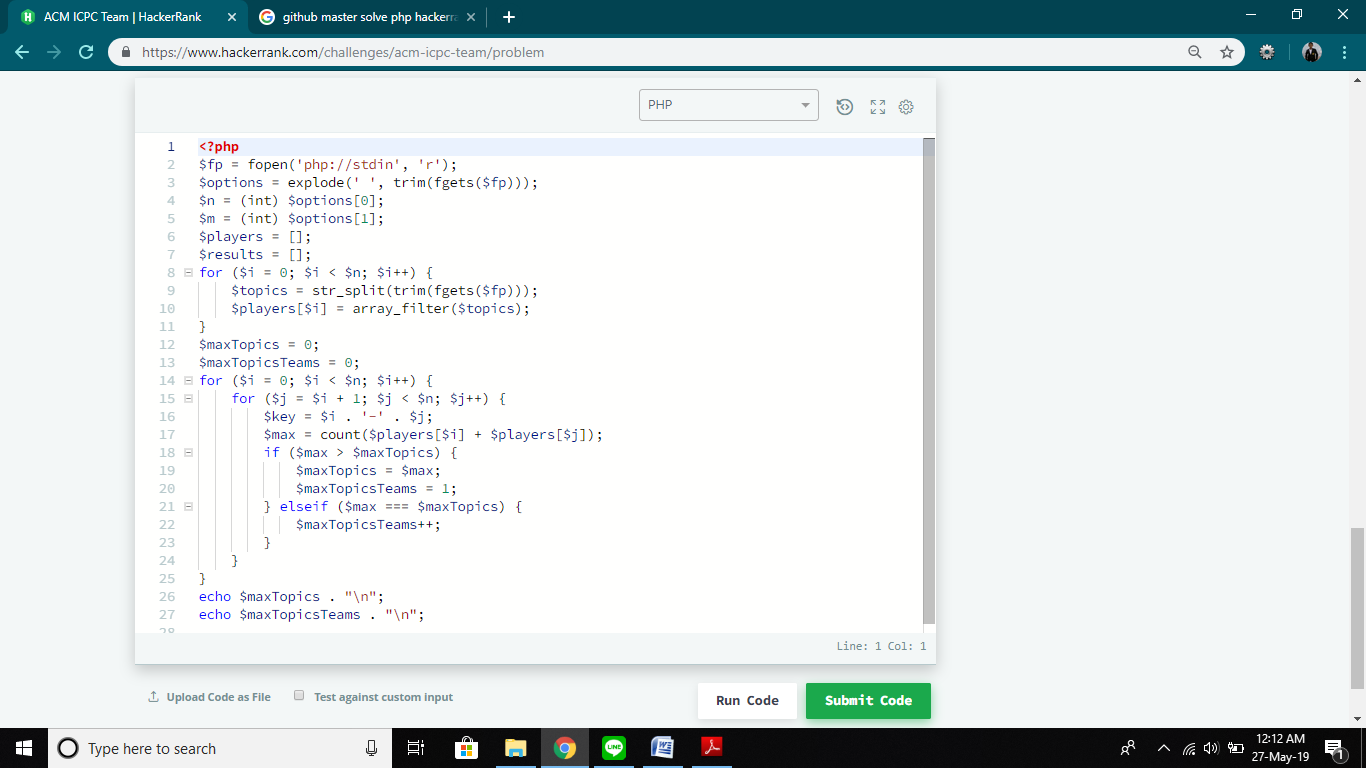 ACM ICPC Team | HackerRank
github master solve php hackerra
https://www.hackerrank.com/challenges/acm-icpc-team/problem
PHP
1 <?php
2 $fp = fopen('php://stdin', 'r');
3 $options = explode(' ', trim(fgets($fp)));
4 $n = (int) $options[0];
5 $m = (int) $options[1];
6 $players = [];
7 $results = [];
8 for ($i = 0; $i < $n; $i++) {
9 $topics = str_split(trim(fgets($fp)));
10 $players[$i] = array_filter($topics);
11 }
12 $maxTopics = 0;
13 $maxTopicsTeams = 0;
14 for ($i = 0; $i < $n; $i++) {
15 for ($j = $i + 1; $j < $n; $j++) {
16 $key = $i . '-' . $j;
17 $max = count($players[$i] + $players[$j]);
18 if ($max > $maxTopics) {
19 $maxTopics = $max;
20 $maxTopicsTeams = 1;
21 } elseif ($max === $maxTopics) {
22 $maxTopicsTeams++;
23 }
24 }
25 }
26 echo $maxTopics . "\n";
27 echo $maxTopicsTeams . "\n";
28
Line: 1 Col: 1
Upload Code as File
Test against custom input
Run Code
Submit Code
Type here to search
LINE
12:12 AM
27-May-19
1